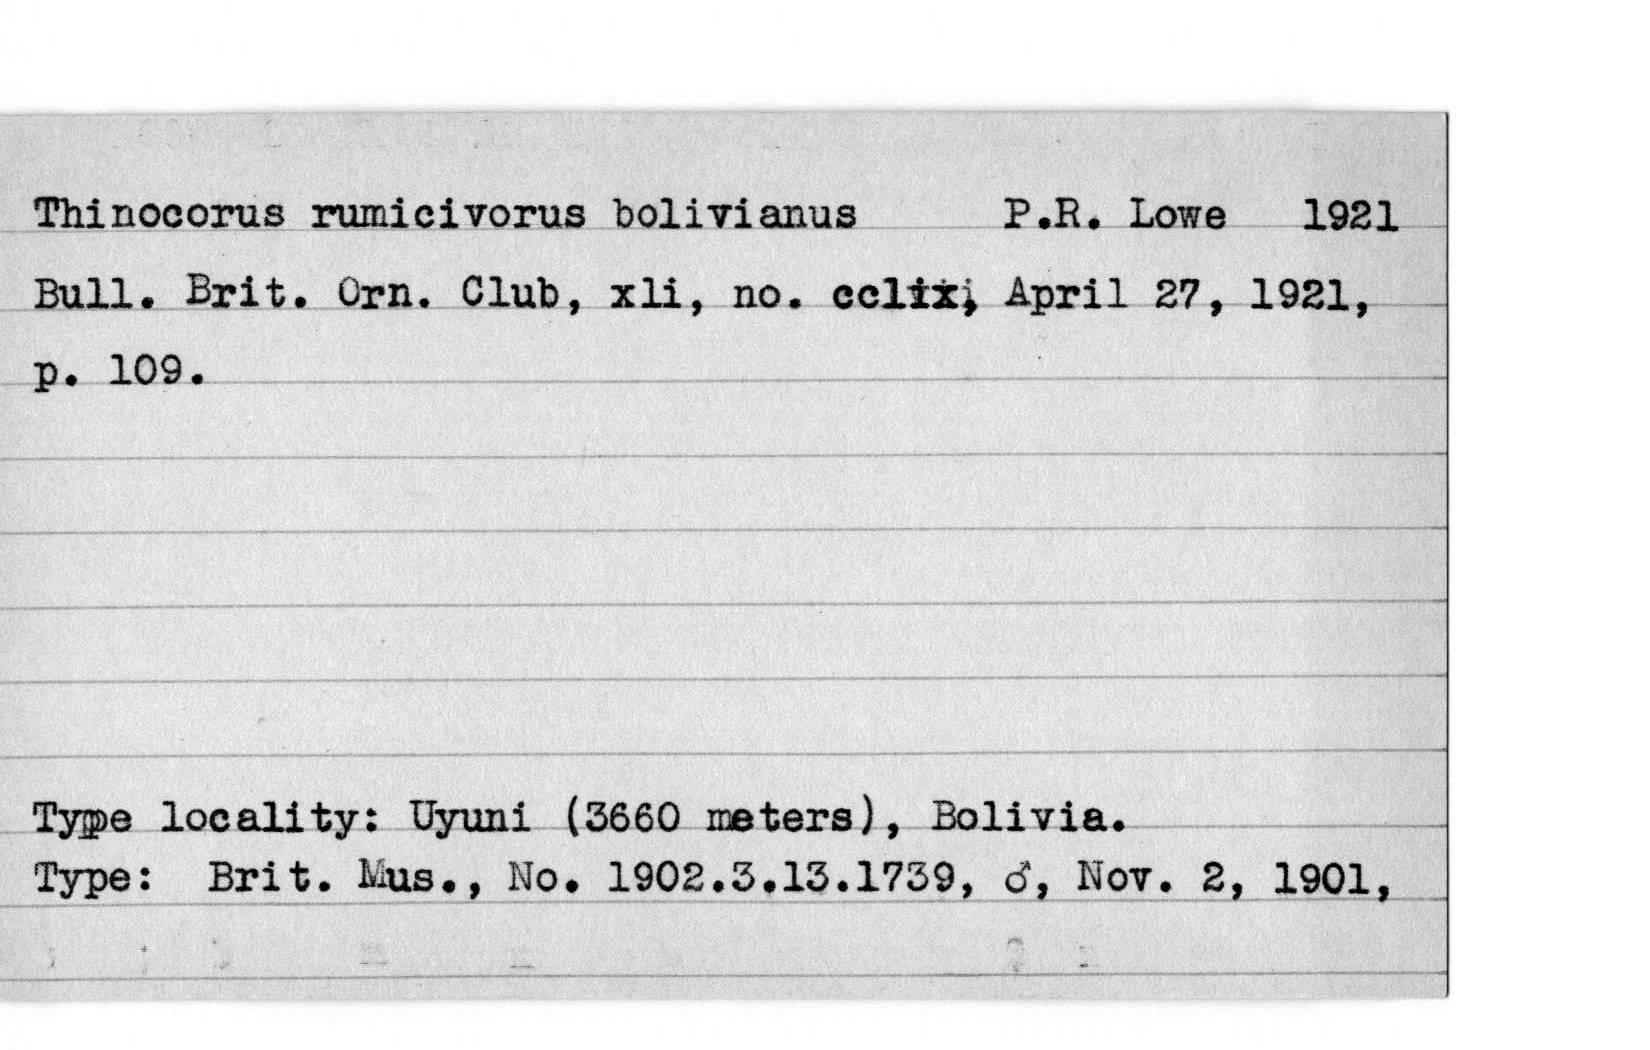 Thinocorus rumicivorus bolivianus P.R. Lowe 1921
Bull. Brit. Orn. Club, xli, no. cclix, April 27, 1921,
p. 109.
Type locality: Uyuni (3660 meters), Bolivia.
Type: Brit. Mus., No. 1902.3.13.1739, ♂, Nov. 2, 1901,